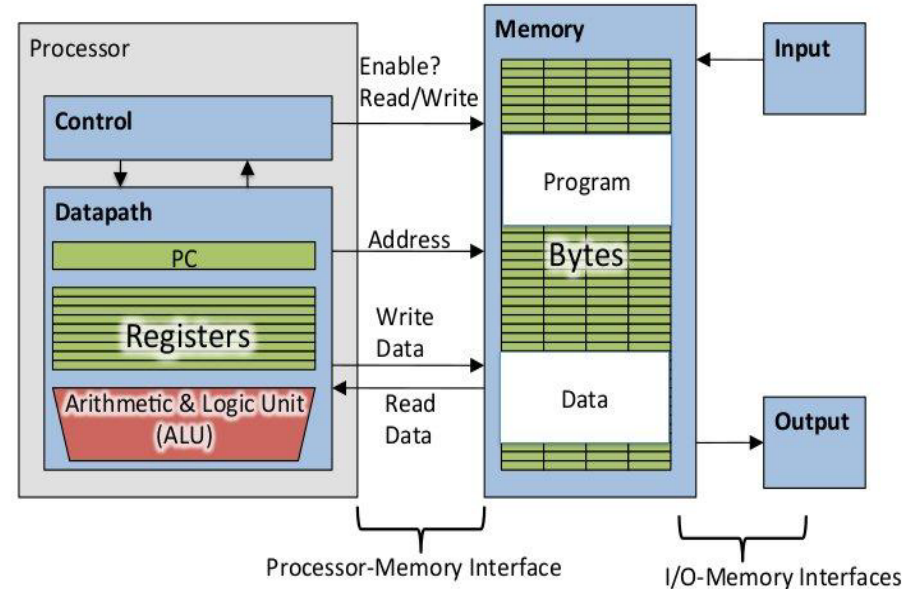 Processor
Control
Datapath
PC
Registers
Arithmetic & Logic Unit
(ALU)
Enable?
Read/Write
Address
Write
Data
Read
Data
Processor-Memory Interface
Memory
Program
Bytes
Data
Input
Output
I/O-Memory Interfaces